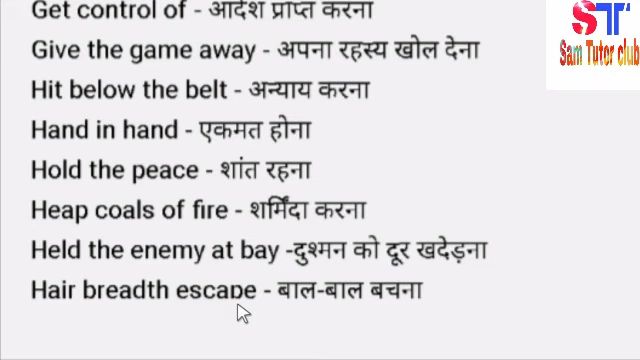 Get control of - आदेश प्राप्त करना
Give the game away - अपना रहस्य खोल देना
Hit below the belt - अन्याय करना
Hand in hand - एकमत होना
Hold the peace - शांत रहना
Heap coals of fire - शर्मिंदा करना
Held the enemy at bay -दुश्मन को दूर खदेड़ना
Hair breadth escape - बाल-बाल बचना
ST
Sam Tutor club